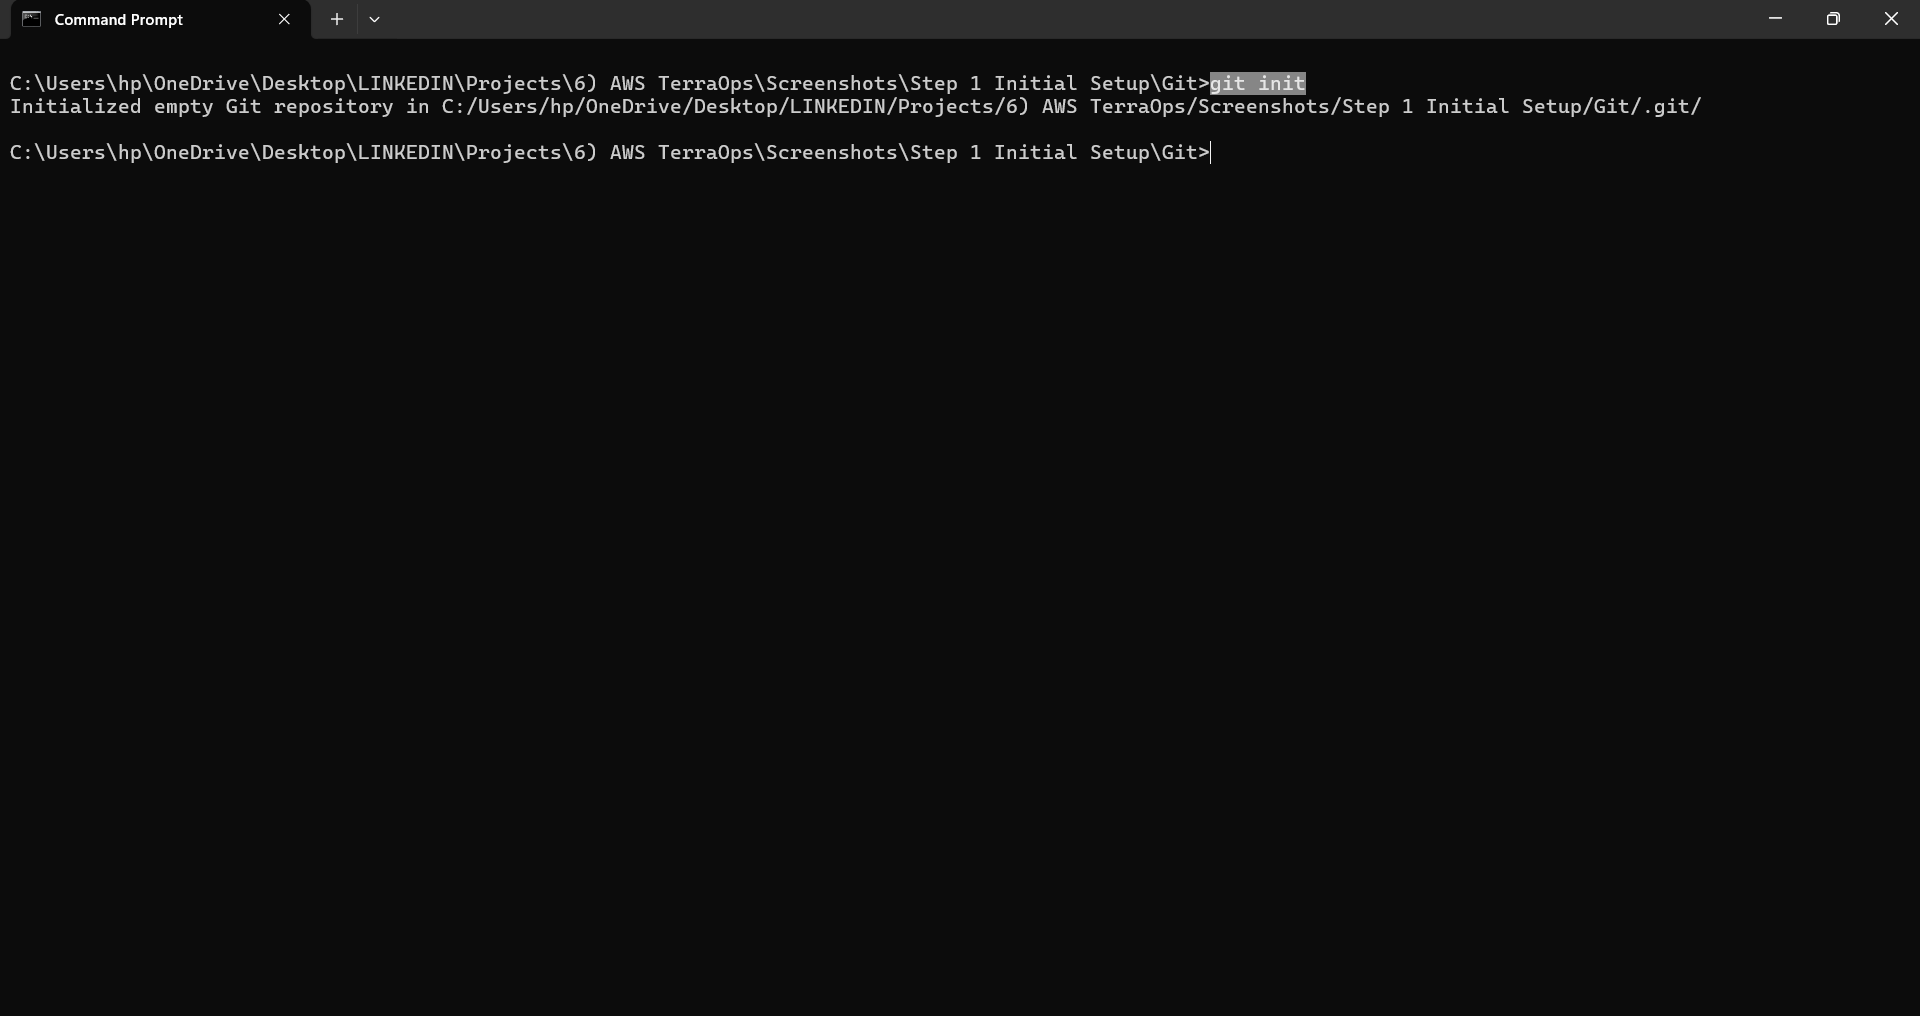 Command Prompt
C:\Users\hp\OneDrive\Desktop\LINKEDIN\Projects\6) AWS TerraOps\Screenshots\Step 1 Initial Setup\Git>git init
Initialized empty Git repository in C:/Users/hp/OneDrive/Desktop/LINKEDIN/Projects/6) AWS TerraOps/Screenshots/Step 1 Initial Setup/Git/.git/
C:\Users\hp\OneDrive\Desktop\LINKEDIN\Projects\6) AWS TerraOps\Screenshots\Step 1 Initial Setup\Git>